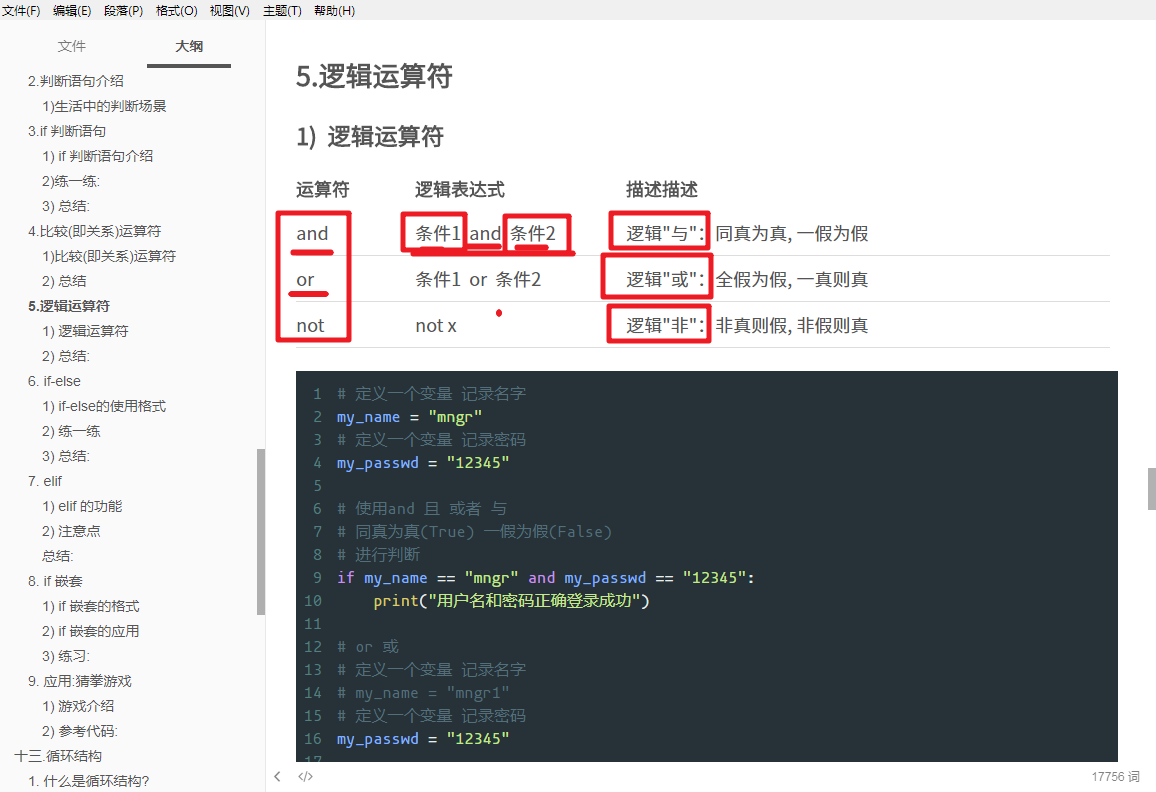 文件(F) 编辑(E) 段落(P) 格式(O) 视图(V) 主题(T) 帮助(H)
文件 大纲
2.判断语句介绍
1)生活中的判断场景
3.if 判断语句
1) if 判断语句介绍
2)练一练:
3) 总结:
4.比较(即关系)运算符
1)比较(即关系)运算符
2) 总结
5.逻辑运算符
1) 逻辑运算符
2) 总结:
6. if-else
1) if-else的使用格式
2) 练一练
3) 总结:
7. elif
1) elif 的功能
2) 注意点
总结:
8. if 嵌套
1) if 嵌套的格式
2) if 嵌套的应用
3) 练习:
9. 应用:猜拳游戏
1) 游戏介绍
2) 参考代码:
十三.循环结构
1. 什么是循环结构?
5.逻辑运算符
1) 逻辑运算符
运算符 逻辑表达式 描述描述
and 条件1 and 条件2 逻辑"与": 同真为真, 一假为假
or 条件1 or 条件2 逻辑"或": 全假为假, 一真则真
not not x 逻辑"非": 非真则假, 非假则真
1 # 定义一个变量 记录名字
2 my_name = "mngr"
3 # 定义一个变量 记录密码
4 my_passwd = "12345"
5
6 # 使用and 且 或者 与
7 # 同真为真(True) 一假为假(False)
8 # 进行判断
9 if my_name == "mngr" and my_passwd == "12345":
10 print("用户名和密码正确登录成功")
11
12 # or 或
13 # 定义一个变量 记录名字
14 # my_name = "mngr1"
15 # 定义一个变量 记录密码
16 my_passwd = "12345"
17
17756 词